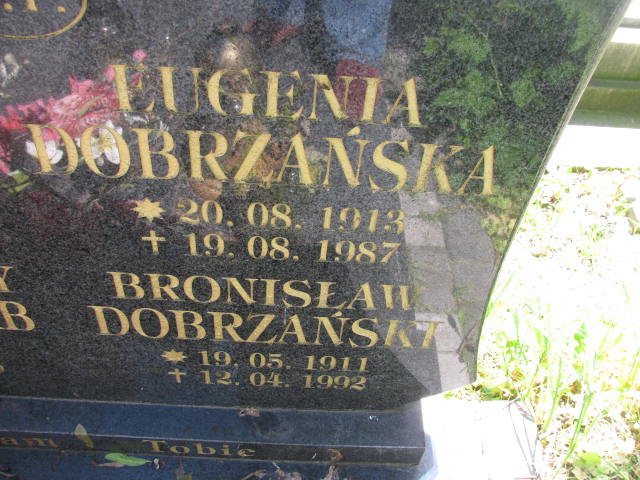 EUGENIA
DOBRZAŃSKA
20. 08. 1913
19. 08. 1987
BRONISŁAW
DOBRZAŃSKI
19. 05. 1911
12. 04. 1992
Tobie